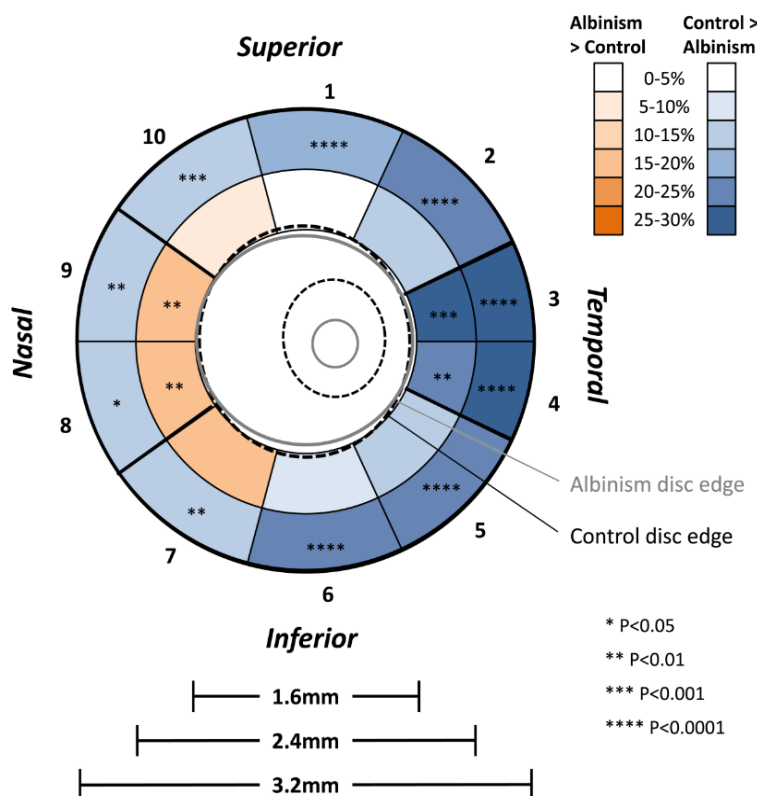 Albinism > Control
Control > Albinism
0-5%
5-10%
10-15%
15-20%
20-25%
25-30%
Superior
1
2
3
4
5
6
7
8
9
10
****
****
****
****
****
****
**
*
**
***
***
**
**
**
Nasal
Temporal
Inferior
Albinism disc edge
Control disc edge
* P<0.05
** P<0.01
*** P<0.001
**** P<0.0001
1.6mm
2.4mm
3.2mm